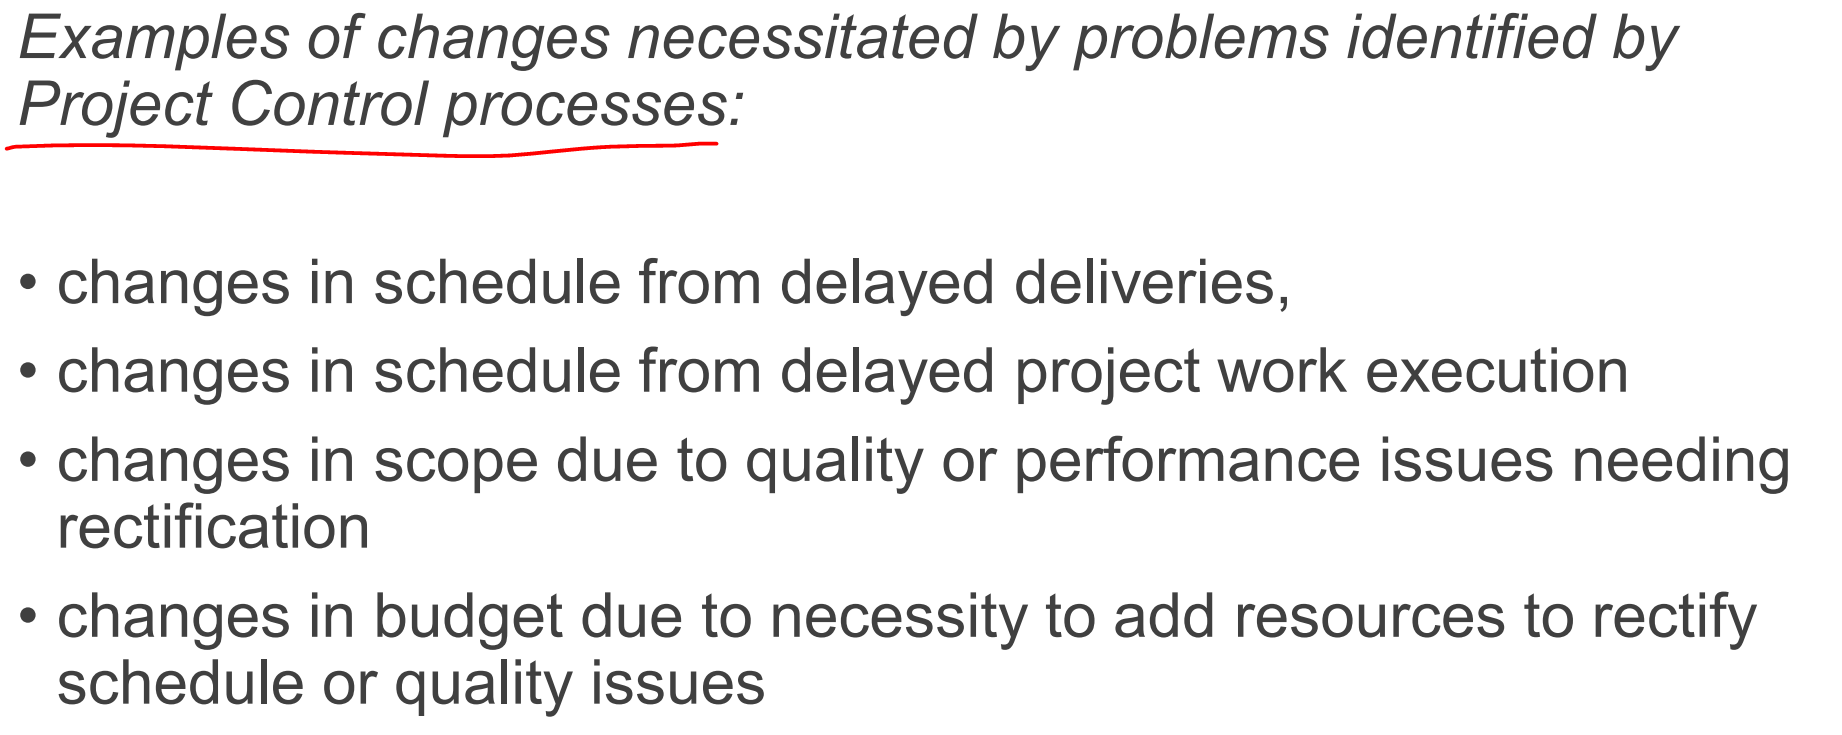 Examples of changes necessitated by problems identified by
Project Control processes:
• changes in schedule from delayed deliveries,
• changes in schedule from delayed project work execution
• changes in scope due to quality or performance issues needing
rectification
• changes in budget due to necessity to add resources to rectify
schedule or quality issues